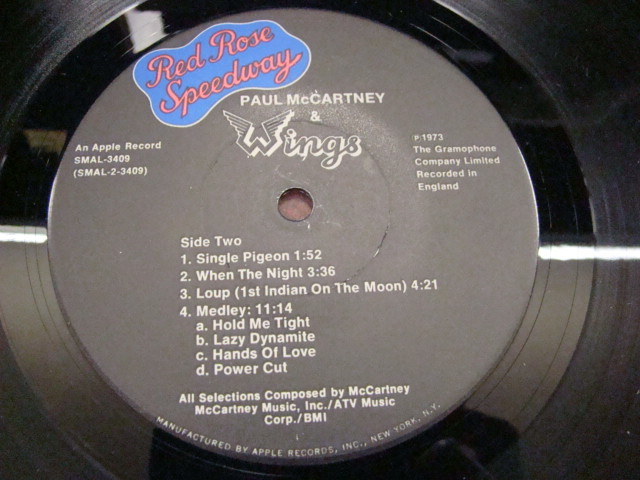 Red Rose
Speedway
PAUL McCARTNEY
&
Wings
An Apple Record
SMAL-3409
(SMAL-2-3409)
℗1973
The Gramophone
Company Limited
Recorded in
England
Side Two
1. Single Pigeon 1:52
2. When The Night 3:36
3. Loup (1st Indian On The Moon) 4:21
4. Medley: 11:14
a. Hold Me Tight
b. Lazy Dynamite
c. Hands Of Love
d. Power Cut
All Selections Composed by McCartney
McCartney Music, Inc./ATV Music
Corp./BMI
MANUFACTURED BY APPLE RECORDS, INC., NEW YORK, N.Y.